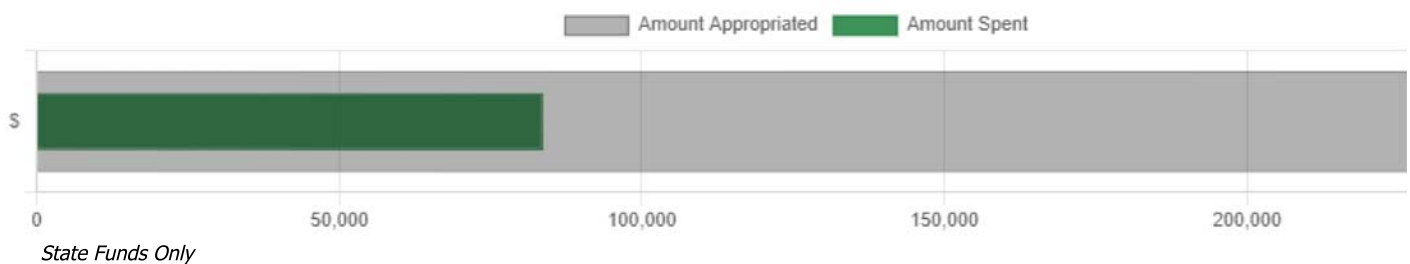 Amount Appropriated Amount Spent
$
0 50,000 100,000 150,000 200,000
State Funds Only